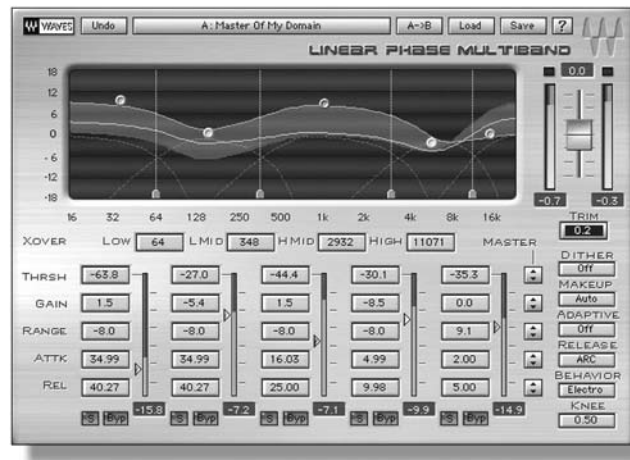 WAVES Undo A: Master Of My Domain A->B Load Save ?
LINEAR PHASE MULTIBAND
18
12
6
0
-6
-12
-18
0.0
-0.7 -0.3
16 32 64 128 250 500 1k 2k 4k 8k 16k
TRIM
0.2
XOVER LOW 64 L MID 348 H MID 2932 HIGH 11071 MASTER
THRSH -63.8 -27.0 -44.4 -30.1 -35.3
GAIN 1.5 -5.4 1.5 -8.5 0.0
RANGE -8.0 -8.0 -8.0 -8.0 9.1
ATTK 34.99 34.99 16.03 4.99 2.00
REL 40.27 40.27 25.00 9.98 5.00
-15.8 -7.2 -7.1 -9.9 -14.9
S Byp S Byp S Byp S Byp S Byp
DITHER
Off
MAKEUP
Auto
ADAPTIVE
Off
RELEASE
ARC
BEHAVIOR
Electro
KNEE
0.50